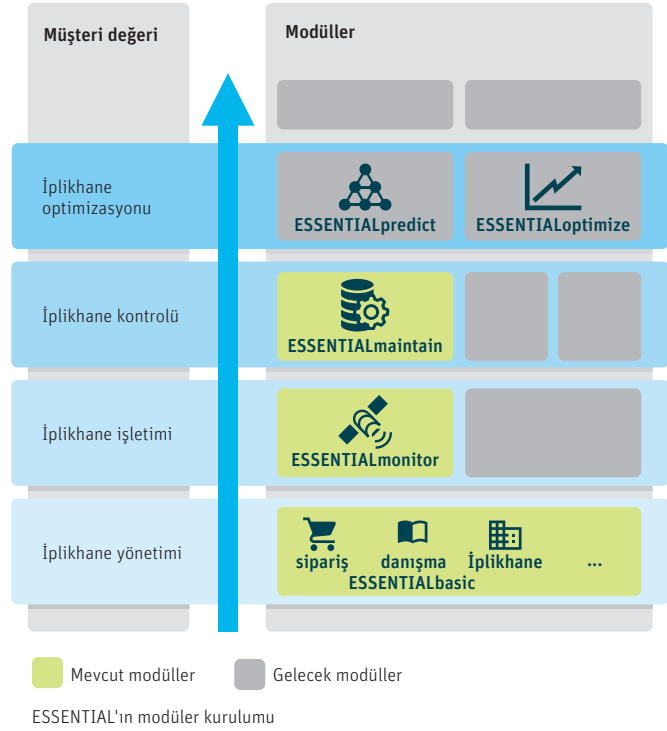 Müşteri değeri
Modüller
İplikhane
optimizasyonu
ESSENTIALpredict
ESSENTIALoptimize
İplikhane kontrolü
ESSENTIALmaintain
İplikhane işletimi
ESSENTIALmonitor
İplikhane yönetimi
sipariş danışma İplikhane ...
ESSENTIALbasic
Mevcut modüller
Gelecek modüller
ESSENTIAL'ın modüler kurulumu